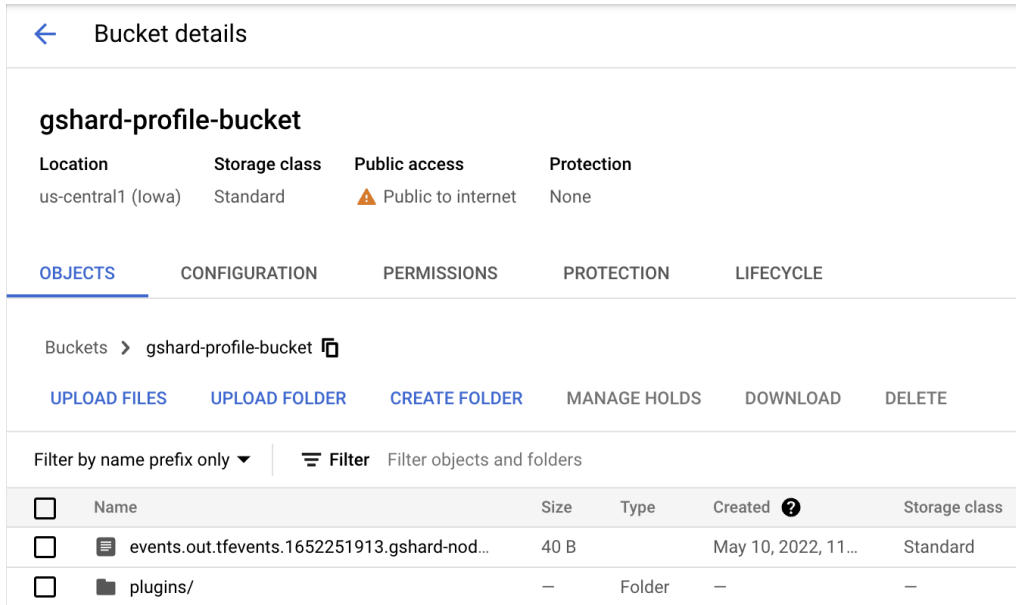 Bucket details
gshard-profile-bucket
Location Storage class Public access Protection
us-central1 (Iowa) Standard Public to internet None
OBJECTS CONFIGURATION PERMISSIONS PROTECTION LIFECYCLE
Buckets gshard-profile-bucket
UPLOAD FILES UPLOAD FOLDER CREATE FOLDER MANAGE HOLDS DOWNLOAD DELETE
Filter by name prefix only Filter Filter objects and folders
Name Size Type Created ? Storage class
events.out.tfevents.1652251913.gshard-nod... 40 B May 10, 2022, 11... Standard
plugins/ — Folder — —